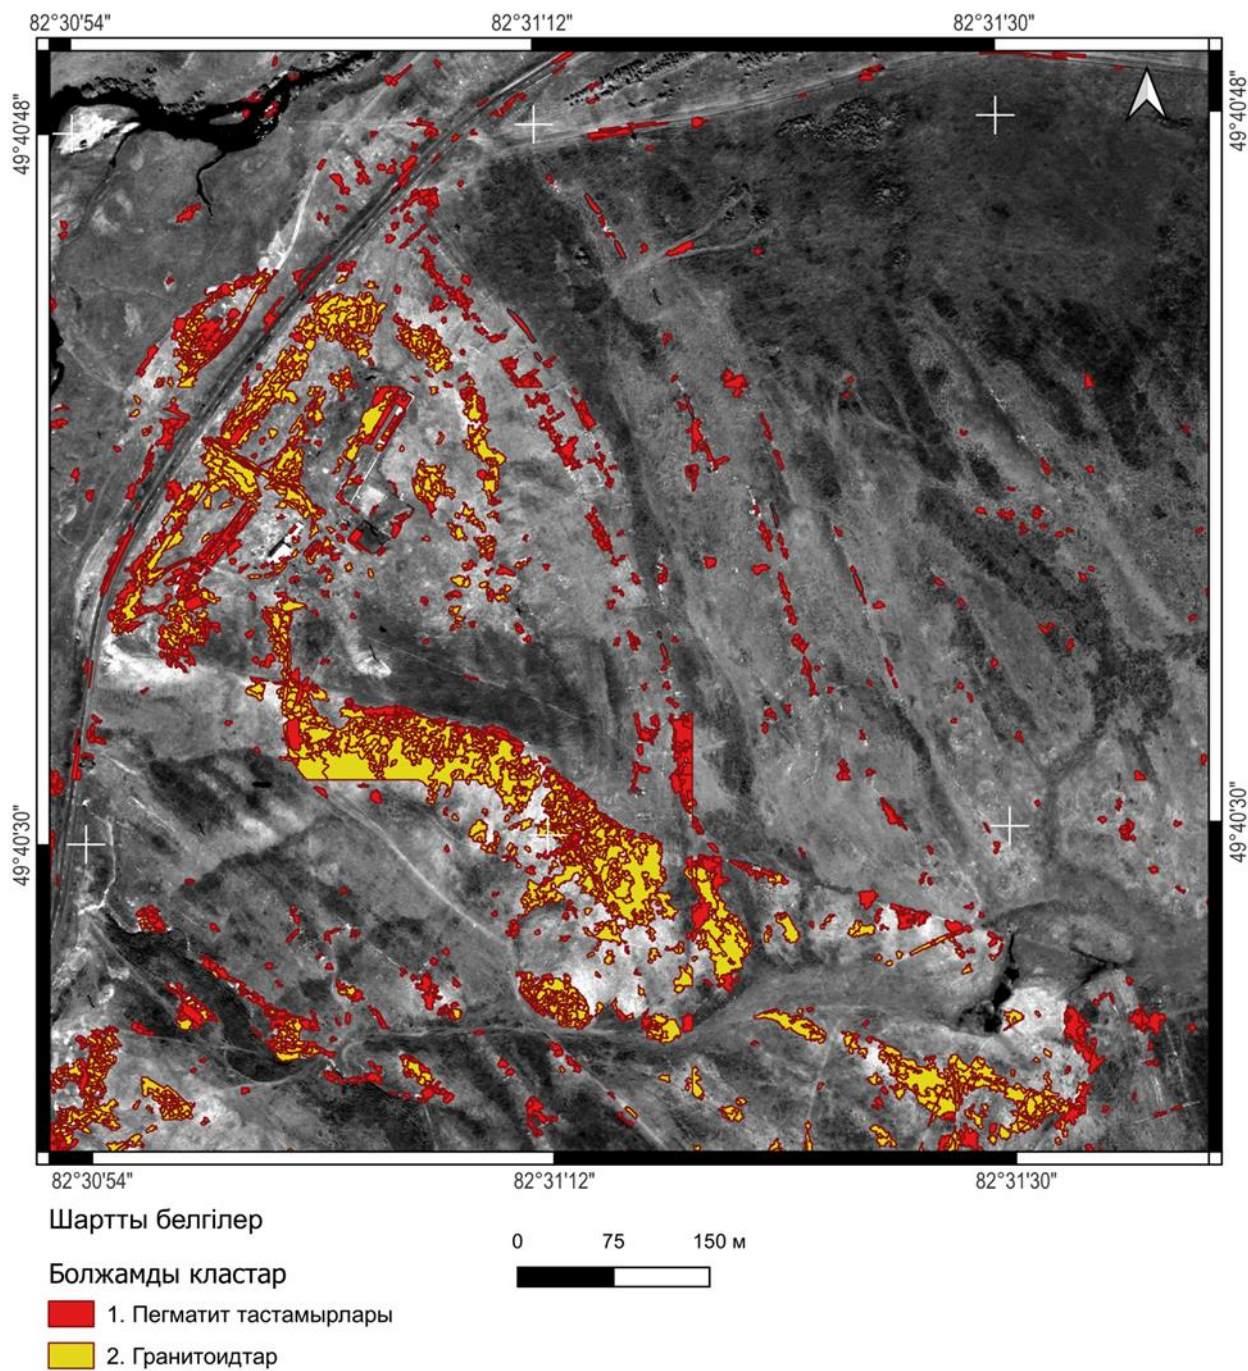 82°30'54" 82°31'12" 82°31'30"
49°40'48" 49°40'48"
49°40'30" 49°40'30"
82°30'54" 82°31'12" 82°31'30"
Шартты белгілер
0 75 150 м
Болжамды кластар
1. Пегматит тастамырлары
2. Гранитоидтар